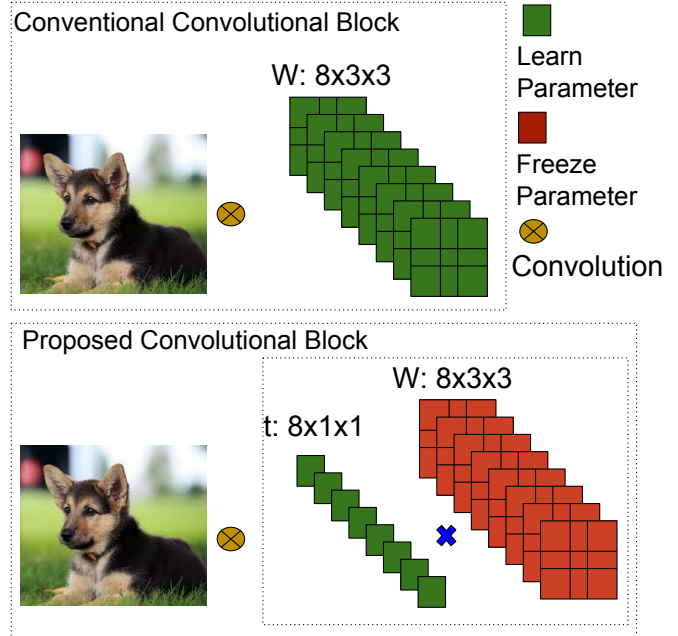 Conventional Convolutional Block
W: 8x3x3
Learn
Parameter
Freeze
Parameter
Convolution
Proposed Convolutional Block
W: 8x3x3
t: 8x1x1